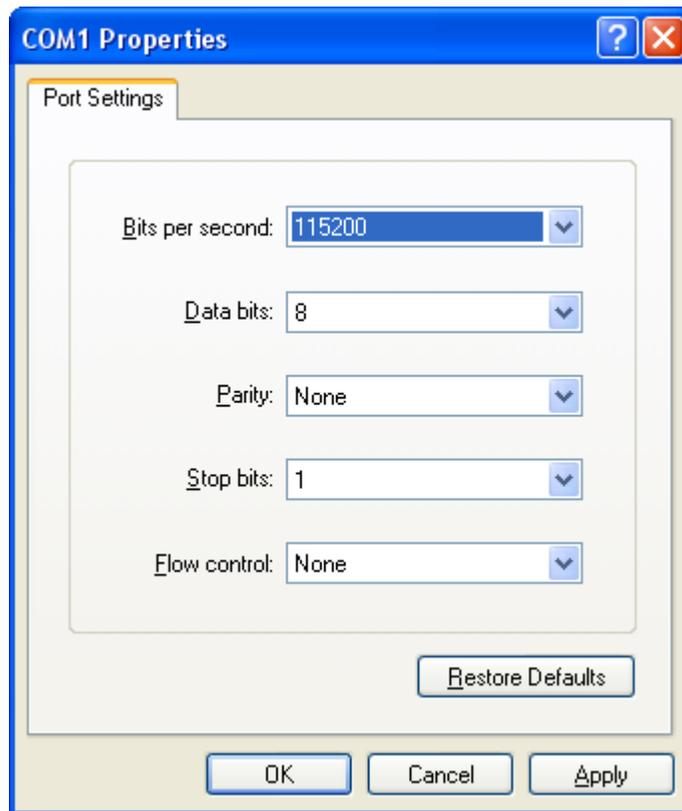 COM1 Properties
Port Settings
Bits per second: 115200
Data bits: 8
Parity: None
Stop bits: 1
Flow control: None
Restore Defaults
OK Cancel Apply